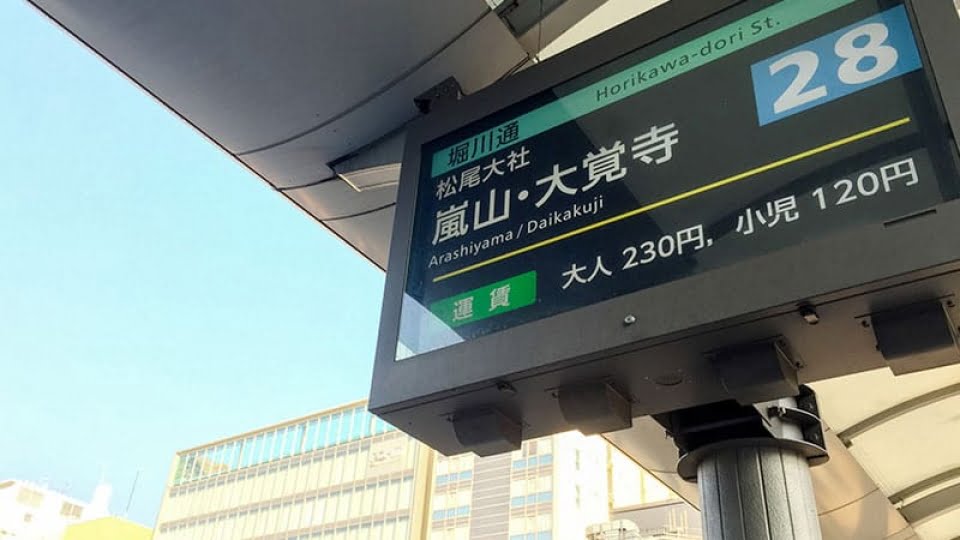 堀川通 Horikawa-dori St.
28
松尾大社
嵐山・大覚寺
Arashiyama / Daikakuji
運賃 大人 230円, 小児 120円